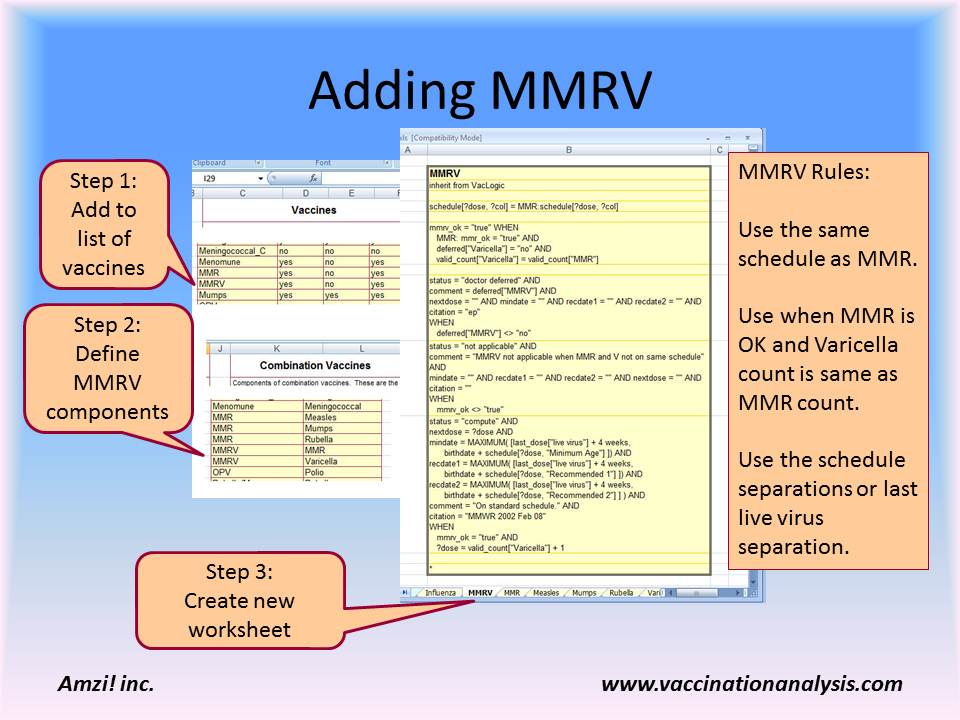 Adding MMRV
Step 1:
Add to
list of
vaccines
Step 2:
Define
MMRV
components
Step 3:
Create new
worksheet
Clipboard Font
I29 fx
C D E
Vaccines
Meningococcal_C no no no
Menomune yes no no
MMR yes no no
MMRV yes no no
Mumps yes yes yes
J K L
Combination Vaccines
Components of combination vaccines. These are the
Menomune Meningococcal
MMR Measles
MMR Mumps
MMR Rubella
MMRV MMR
MMRV Varicella
OPV Polio
[Compatibility Mode]
A B C
MMRV
inherit from VacLogic
schedule[?dose, ?col] = MMR:schedule[?dose, ?col]
mmrv_ok = "true" WHEN
MMR: mmr_ok = "true" AND
deferred["Varicella"] = "no" AND
valid_count["Varicella"] = valid_count["MMR"]
status = "doctor deferred" AND
comment = deferred["MMRV"] AND
nextdose = "" AND mindate = "" AND recdate1 = "" AND recdate2 = "" AND
citation = "ep"
WHEN
deferred["MMRV"] <> "no"
status = "not applicable" AND
comment = "MMRV not applicable when MMR and V not on same schedule"
AND
mindate = "" AND recdate1 = "" AND recdate2 = "" AND nextdose = "" AND
citation = ""
WHEN
mmrv_ok <> "true"
status = "compute" AND
nextdose = ?dose AND
mindate = MAXIMUM( [last_dose["live virus"] + 4 weeks,
birthdate + schedule[?dose, "Minimum Age"] ]) AND
recdate1 = MAXIMUM( [last_dose["live virus"] + 4 weeks,
birthdate + schedule[?dose, "Recommended 1"] ]) AND
recdate2 = MAXIMUM( [last_dose["live virus"] + 4 weeks,
birthdate + schedule[?dose, "Recommended 2"] ] ) AND
comment = "On standard schedule." AND
citation = "MMWR 2002 Feb 08"
WHEN
mmrv_ok = "true" AND
?dose = valid_count["Varicella"] + 1
Influenza MMRV MMR Measles Mumps Rubella Vari
MMRV Rules:
Use the same
schedule as MMR.
Use when MMR is
OK and Varicella
count is same as
MMR count.
Use the schedule
separations or last
live virus
separation.
Amzi! inc.
www.vaccinationanalysis.com